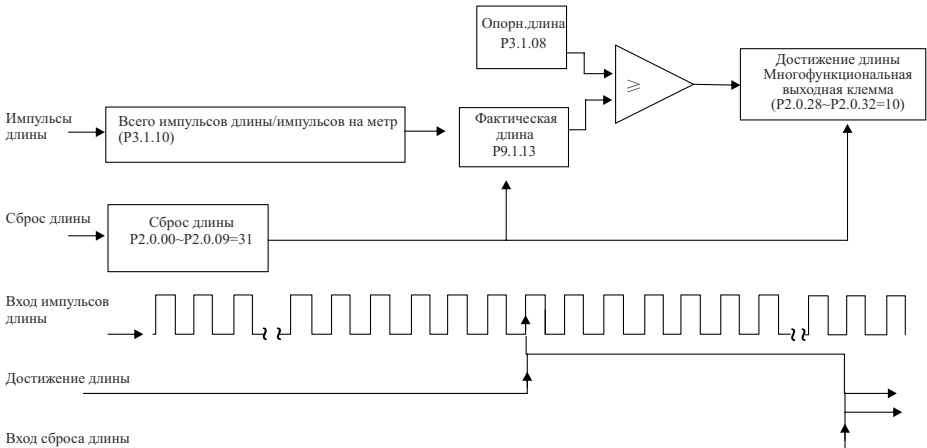 Опорн.длина
P3.1.08
≥
Достижение длины
Многофункциональная
выходная клемма
(P2.0.28~P2.0.32=10)
Импульсы
длины
Всего импульсов длины/импульсов на метр
(P3.1.10)
Фактическая
длина
P9.1.13
Сброс длины
Сброс длины
P2.0.00~P2.0.09=31
Вход импульсов
длины
Достижение длины
Вход сброса длины